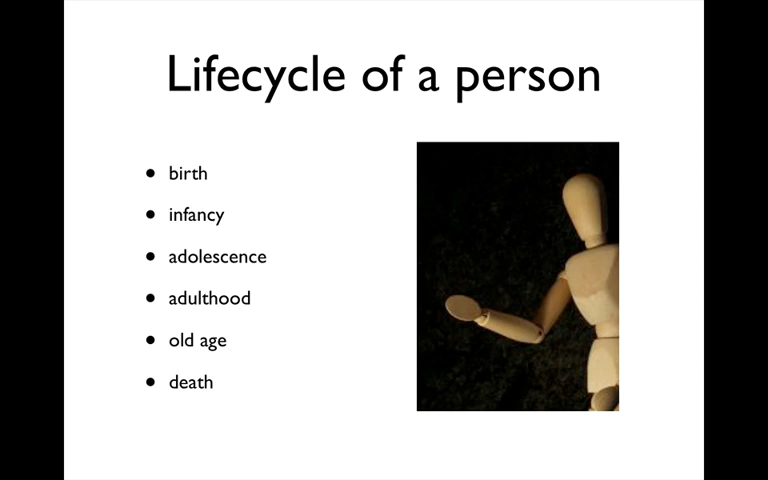 Lifecycle of a person
• birth
• infancy
• adolescence
• adulthood
• old age
• death